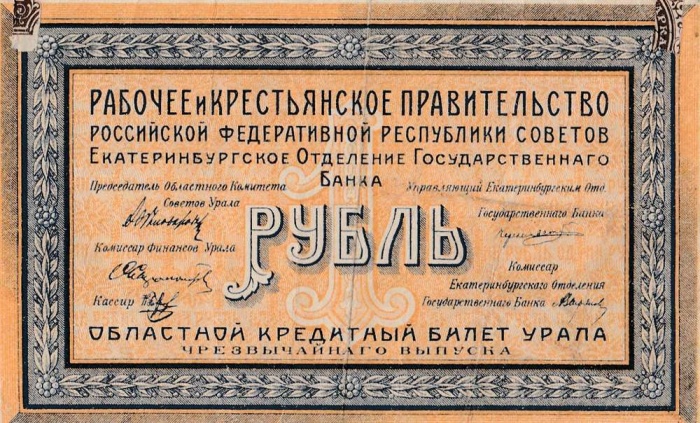 РАБОЧЕЕ и КРЕСТЬЯНСКОЕ ПРАВИТЕЛЬСТВО
РОССИЙСКОЙ ФЕДЕРАТИВНОЙ РЕСПУБЛИКИ СОВЕТОВ
ЕКАТЕРИНБУРГСКОЕ ОТДЕЛЕНИЕ ГОСУДАРСТВЕННАГО
БАНКА
Председатель Областного Комитета
Советов Урала
Комиссар Финансов Урала
Кассир
Управляющий Екатеринбургским Отд.
Государственнаго Банка
Комиссар
Екатеринбургского Отделения
Государственнаго Банка
1
РУБЛЬ
ОБЛАСТНОЙ КРЕДИТНЫЙ БИЛЕТ УРАЛА
ЧРЕЗВЫЧАЙНАГО ВЫПУСКА